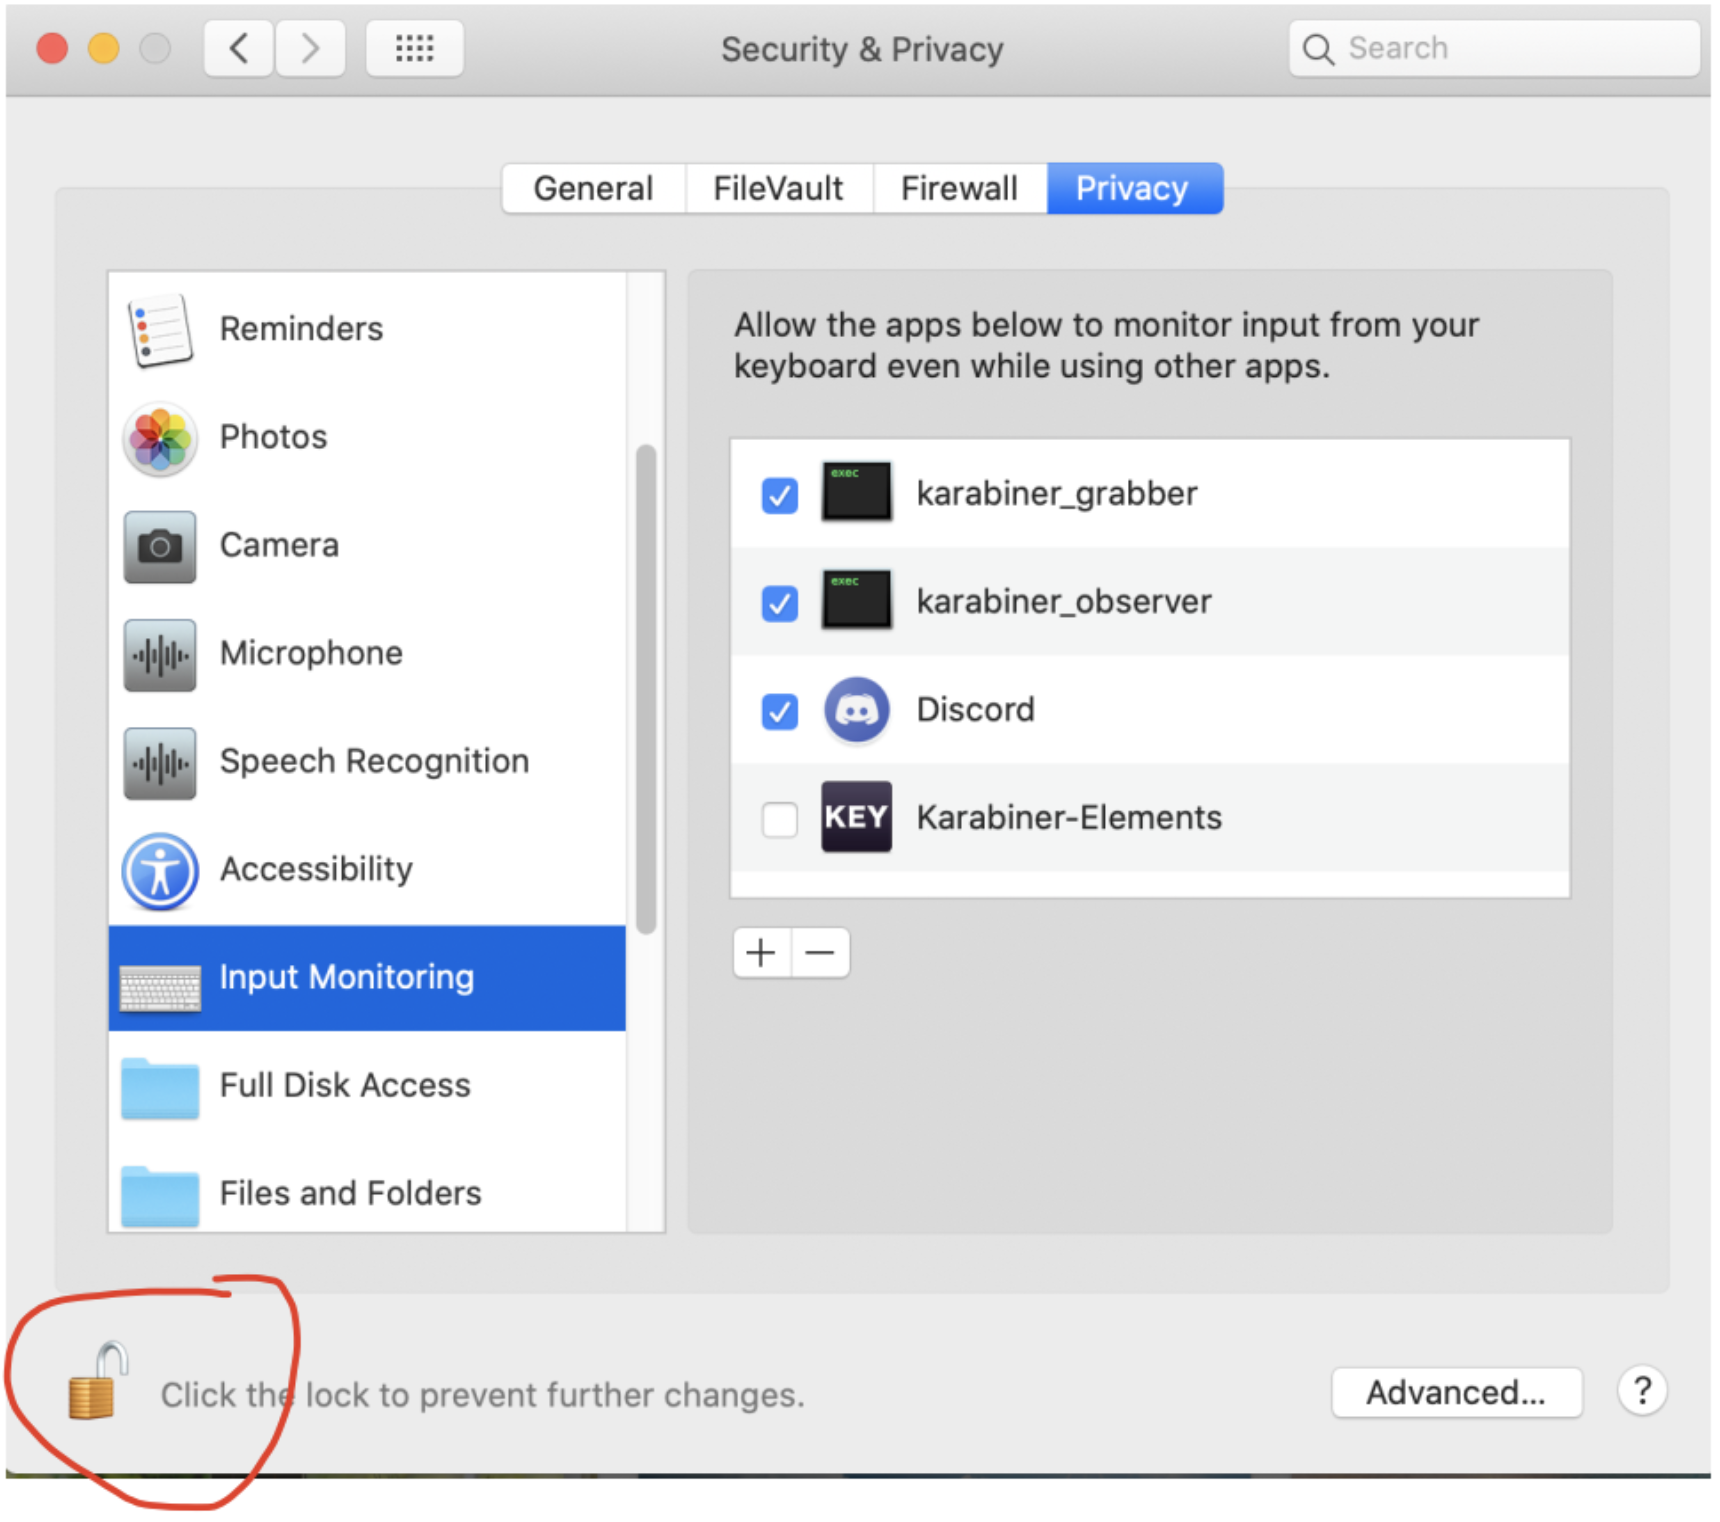 Security & Privacy
Search
General
FileVault
Firewall
Privacy
Reminders
Photos
Camera
Microphone
Speech Recognition
Accessibility
Input Monitoring
Full Disk Access
Files and Folders
Allow the apps below to monitor input from your
keyboard even while using other apps.
exec
karabiner_grabber
exec
karabiner_observer
Discord
KEY
Karabiner-Elements
+
−
Click the lock to prevent further changes.
Advanced...
?